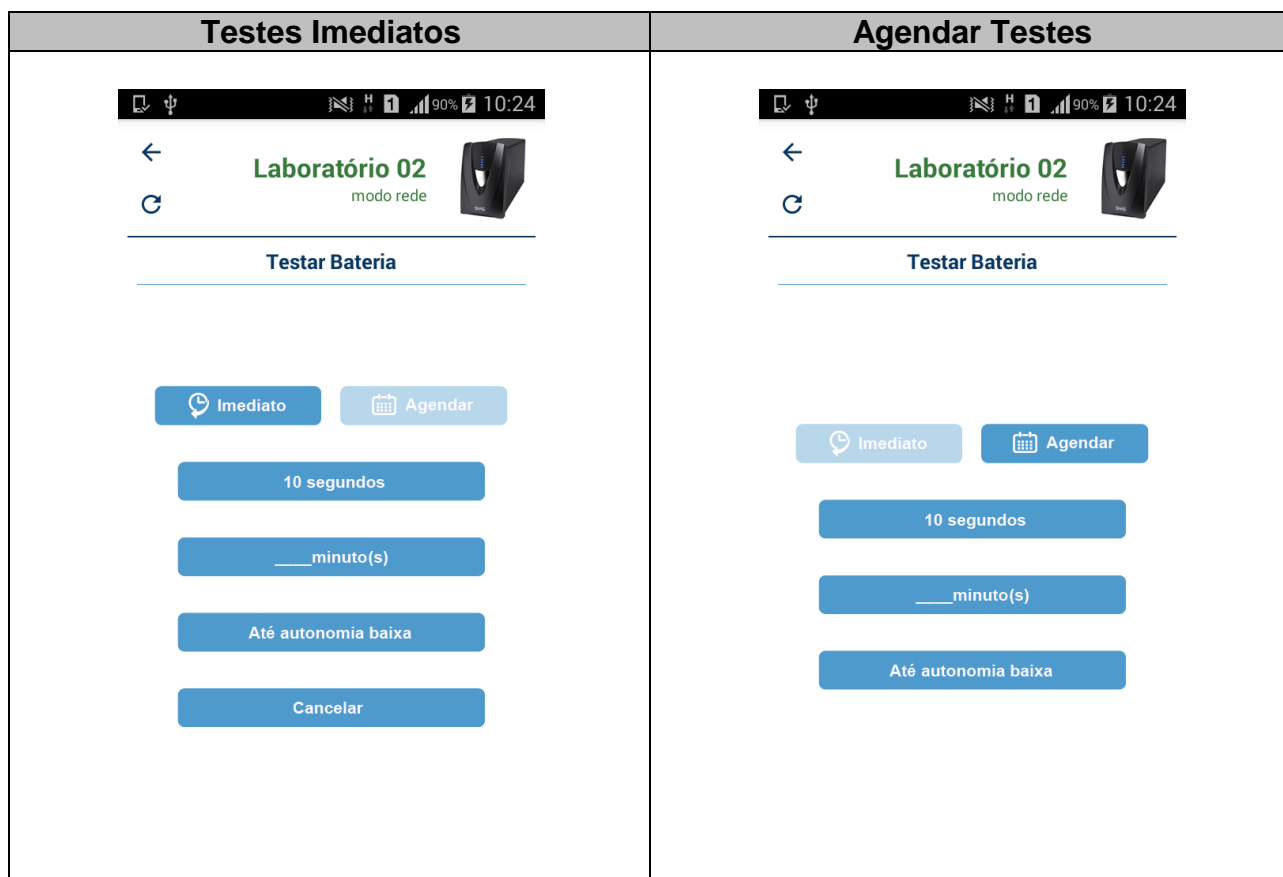 Testes Imediatos
Agendar Testes
H 1 90% 10:24
Laboratório 02
modo rede
Testar Bateria
Imediato Agendar
10 segundos
____minuto(s)
Até autonomia baixa
Cancelar
H 1 90% 10:24
Laboratório 02
modo rede
Testar Bateria
Imediato Agendar
10 segundos
____minuto(s)
Até autonomia baixa